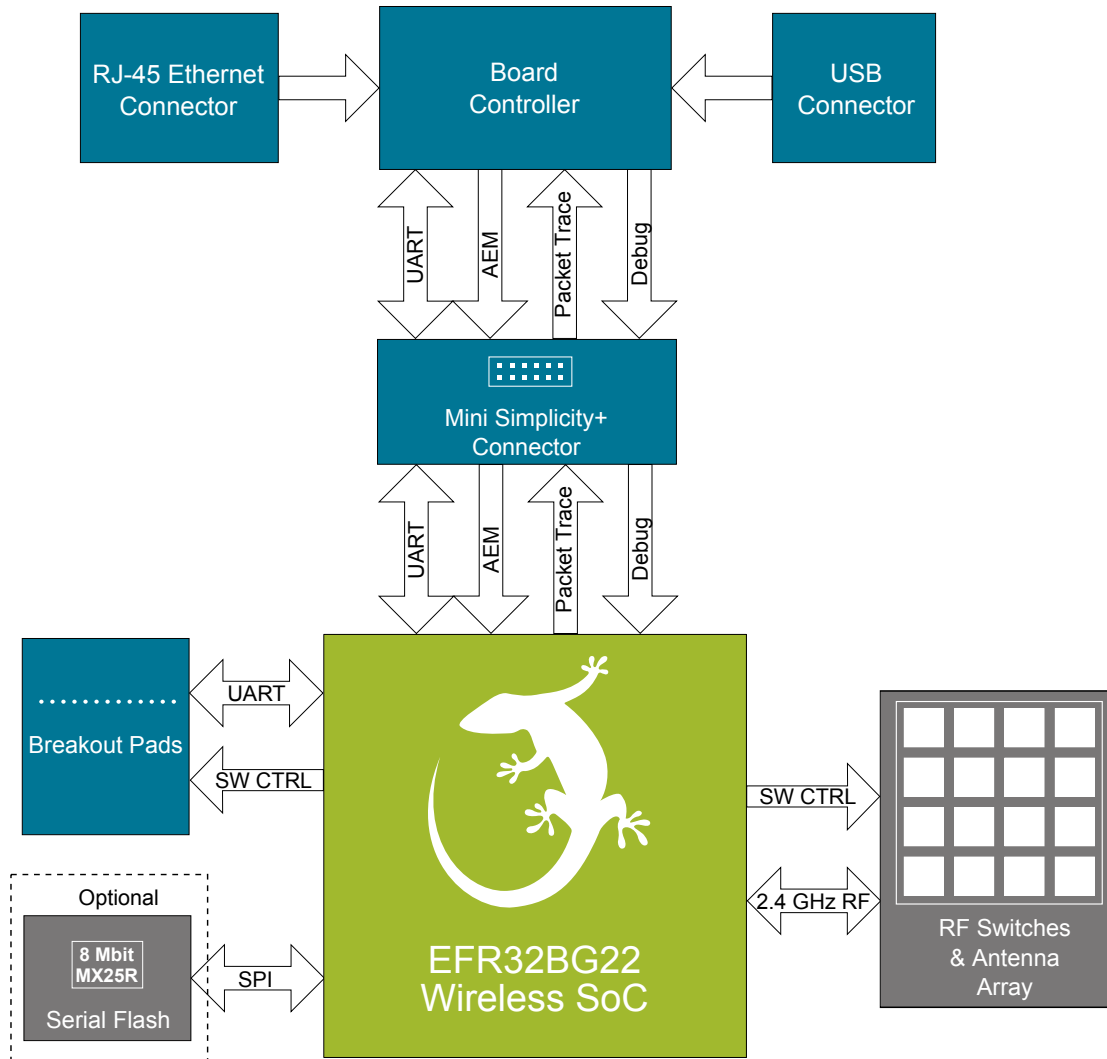 RJ-45 Ethernet
Connector
Board
Controller
USB
Connector
UART
AEM
Packet Trace
Debug
Mini Simplicity+
Connector
UART
AEM
Packet Trace
Debug
Breakout Pads
UART
SW CTRL
Optional
8 Mbit
MX25R
Serial Flash
SPI
EFR32BG22
Wireless SoC
SW CTRL
2.4 GHz RF
RF Switches
& Antenna
Array